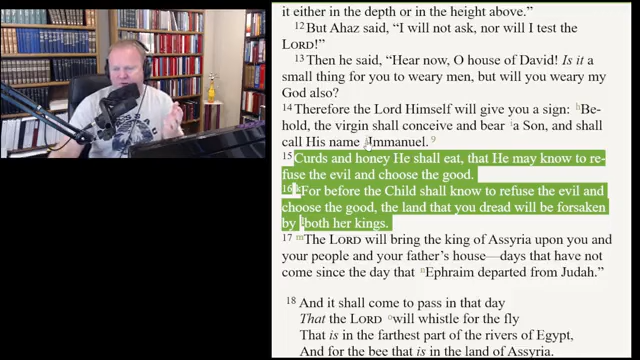 it either in the depth or in the height above.”
12 But Ahaz said, “I will not ask, nor will I test the
LORD!”
13 Then he said, “Hear now, O house of David! Is it a
small thing for you to weary men, but will you weary my
God also?
14 Therefore the Lord Himself will give you a sign: h Be-
hold, the virgin shall conceive and bear i a Son, and shall
call His name Immanuel. 9
15 Curds and honey He shall eat, that He may know to re-
fuse the evil and choose the good.
16 k For before the Child shall know to refuse the evil and
choose the good, the land that you dread will be forsaken
by l both her kings.
17 m The LORD will bring the king of Assyria upon you and
your people and your father’s house—days that have not
come since the day that n Ephraim departed from Judah.”
18 And it shall come to pass in that day
That the LORD o will whistle for the fly
That is in the farthest part of the rivers of Egypt,
And for the bee that is in the land of Assyria.